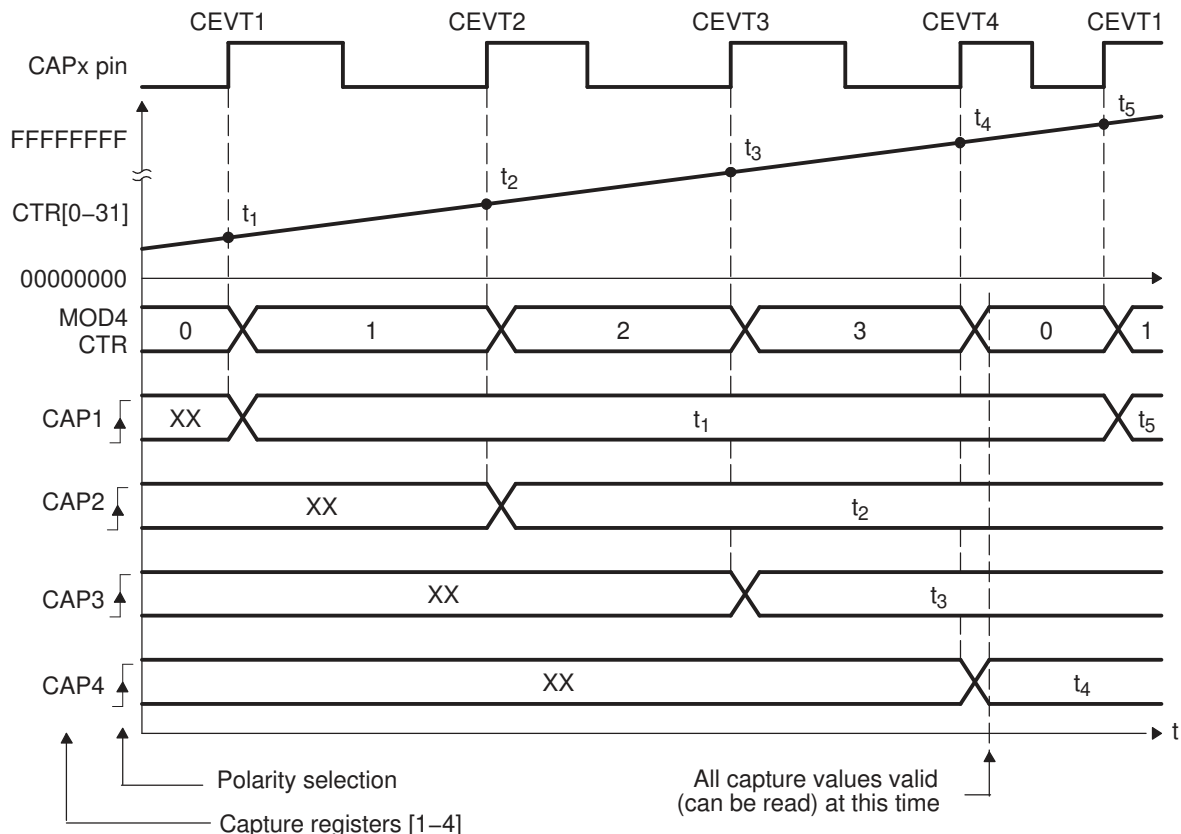 CEVT1 CEVT2 CEVT3 CEVT4 CEVT1
CAPx pin
FFFFFFFF
t5
t4
t3
t2
CTR[0–31]
t1
00000000
MOD4
CTR
0 1 2 3 0 1
CAP1 XX t1 t5
CAP2 XX t2
CAP3 XX t3
CAP4 XX t4
t
Polarity selection
All capture values valid
(can be read) at this time
Capture registers [1–4]